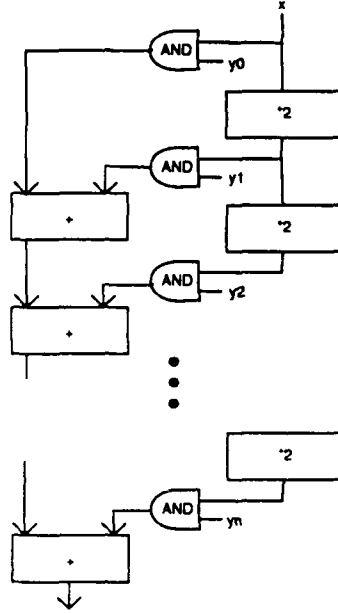 x
AND
y0
*2
AND
y1
+
*2
AND
y2
+
*2
AND
yn
+